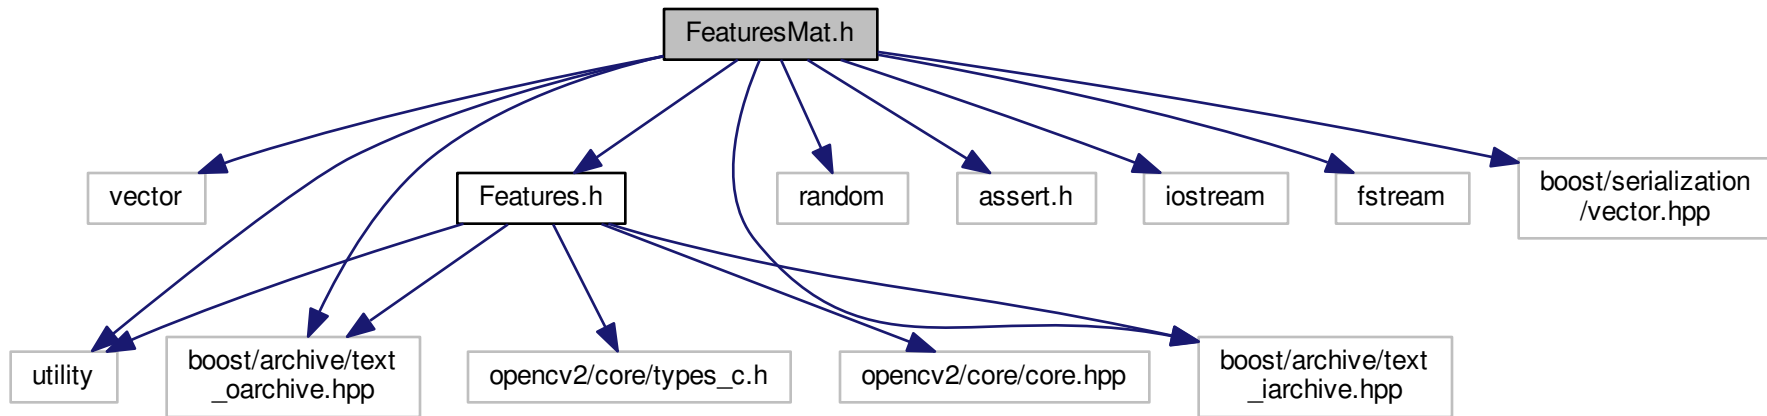 FeaturesMat.h
vector
Features.h
random
assert.h
iostream
fstream
boost/serialization
/vector.hpp
utility
boost/archive/text
_oarchive.hpp
opencv2/core/types_c.h
opencv2/core/core.hpp
boost/archive/text
_iarchive.hpp